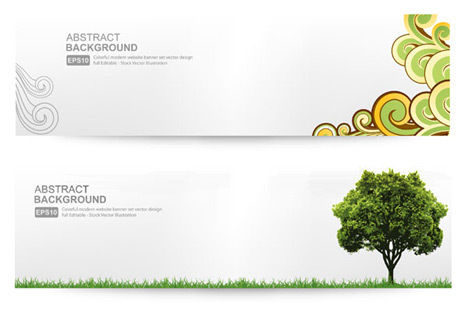 ABSTRACT
BACKGROUND
EPS10 Colorful modern website banner set vector design
full Editable - Stock Vector Illustration
ABSTRACT
BACKGROUND
EPS10 Colorful modern website banner set vector design
full Editable - Stock Vector Illustration